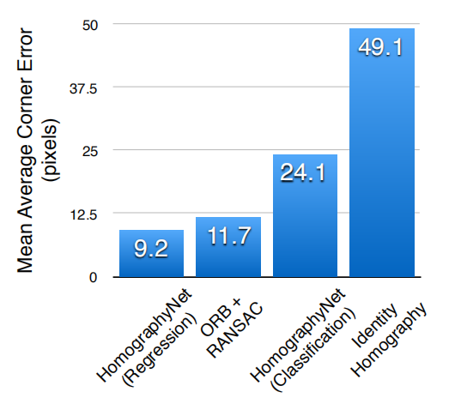 Mean Average Corner Error
(pixels)
50
37.5
25
12.5
0
9.2
11.7
24.1
49.1
HomographyNet
(Regression)
ORB +
RANSAC
HomographyNet
(Classification)
Identity
Homography